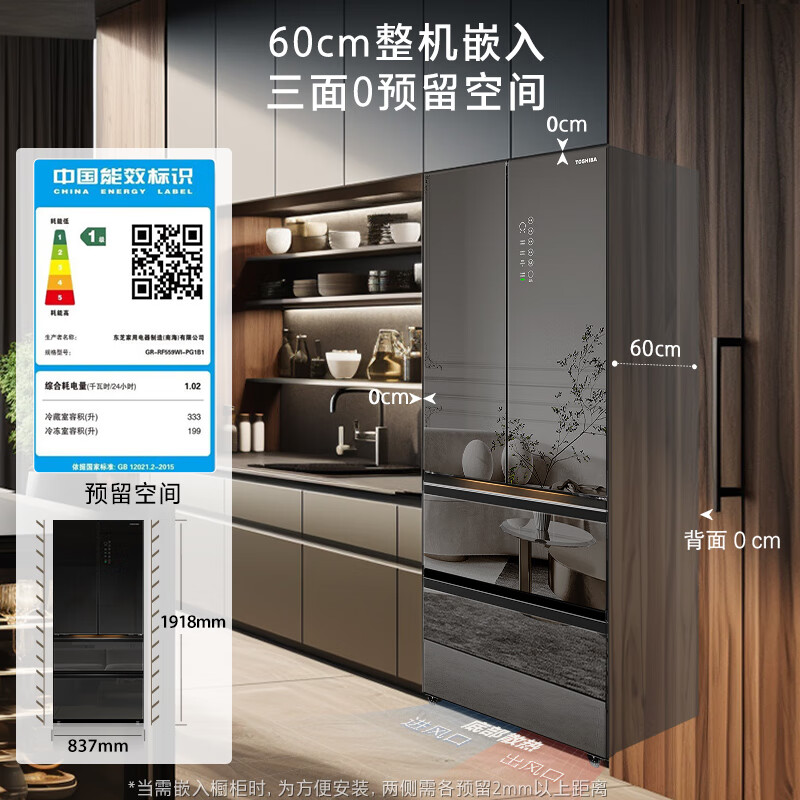 60cm整机嵌入
三面0预留空间
0cm
TOSHIBA
中国能效标识
CHINA ENERGY LABEL
耗能低
1
2
3
4
5
耗能高
1级
生产者名称:
东芝家用电器制造(南海)有限公司
规格型号:
GR-RF559WI-PG1B1
综合耗电量(千瓦时/24小时) 1.02
冷藏室容积(升) 333
冷冻室容积(升) 199
依据国家标准: GB 12021.2-2015
60cm
0cm
背面 0 cm
预留空间
1918mm
837mm
进风口
底部散热
出风口
*当需嵌入橱柜时,为方便安装,两侧需各预留2mm以上距离